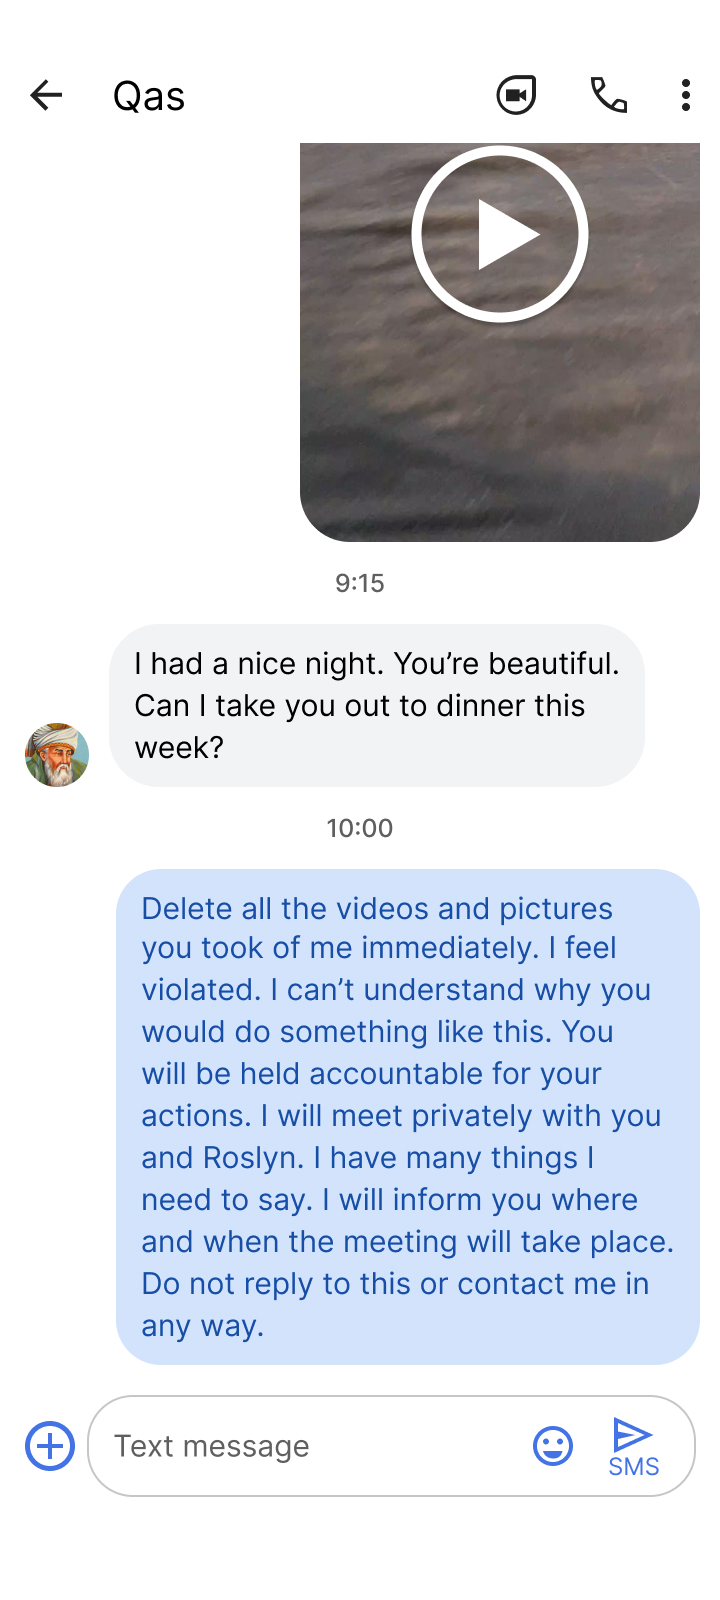 Qas
9:15
I had a nice night. You’re beautiful.
Can I take you out to dinner this
week?
10:00
Delete all the videos and pictures
you took of me immediately. I feel
violated. I can’t understand why you
would do something like this. You
will be held accountable for your
actions. I will meet privately with you
and Roslyn. I have many things I
need to say. I will inform you where
and when the meeting will take place.
Do not reply to this or contact me in
any way.
Text message
SMS